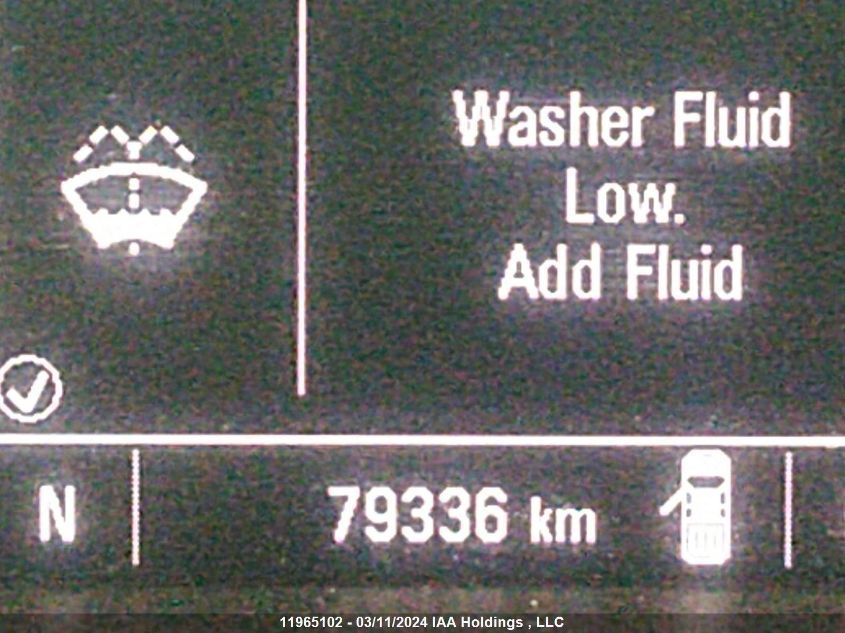 Washer Fluid
Low.
Add Fluid
N
79336 km
11965102 - 03/11/2024 IAA Holdings , LLC